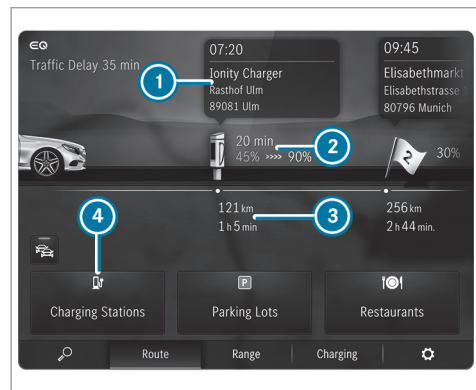 EQ
Traffic Delay 35 min
07:20
Ionity Charger
Rasthof Ulm
89081 Ulm
09:45
Elisabethmarkt
Elisabethstrasse
80796 Munich
1
20 min
45% »»» 90%
2
2
30%
121 km
1 h 5 min
3
256 km
2 h 44 min.
4
Charging Stations
P
Parking Lots
Restaurants
Route
Range
Charging